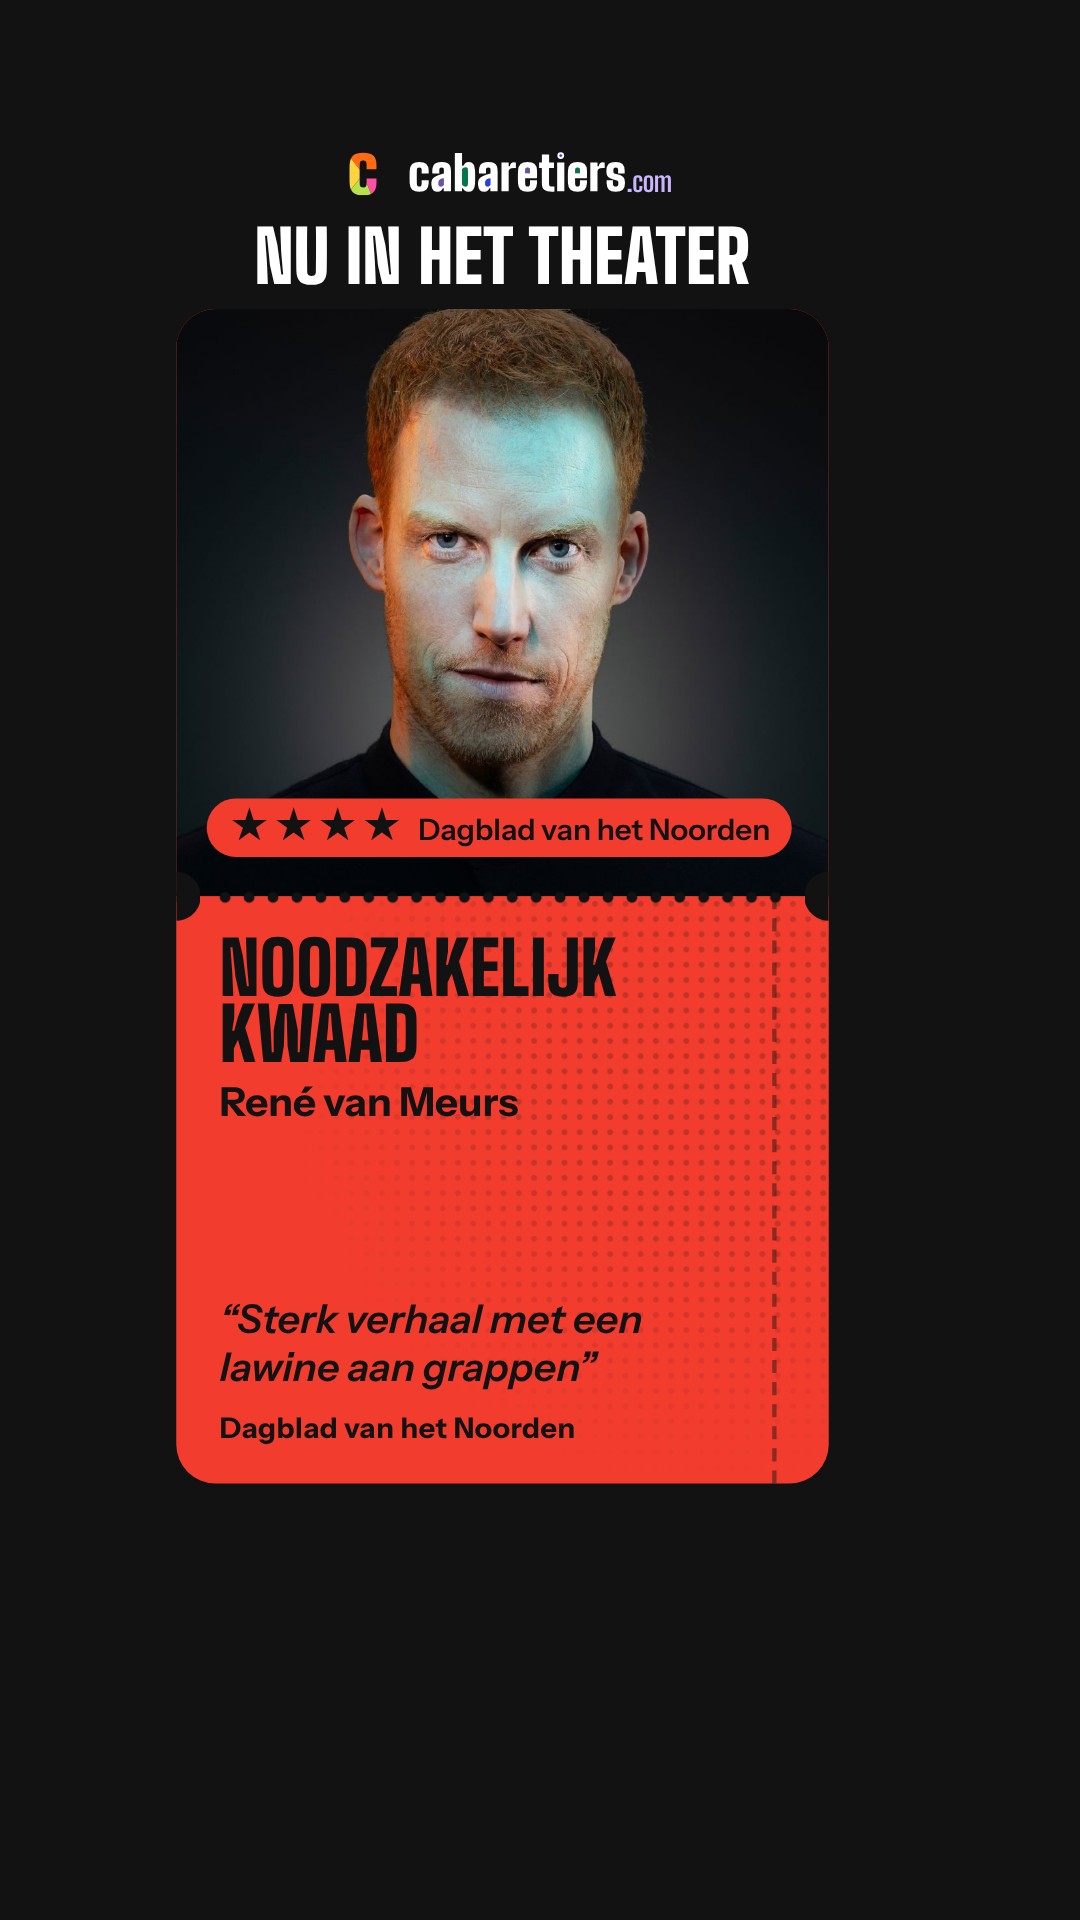 C cabaretiers.com
NU IN HET THEATER
★★★★ Dagblad van het Noorden
NOODZAKELIJK
KWAAD
René van Meurs
“Sterk verhaal met een
lawine aan grappen”
Dagblad van het Noorden